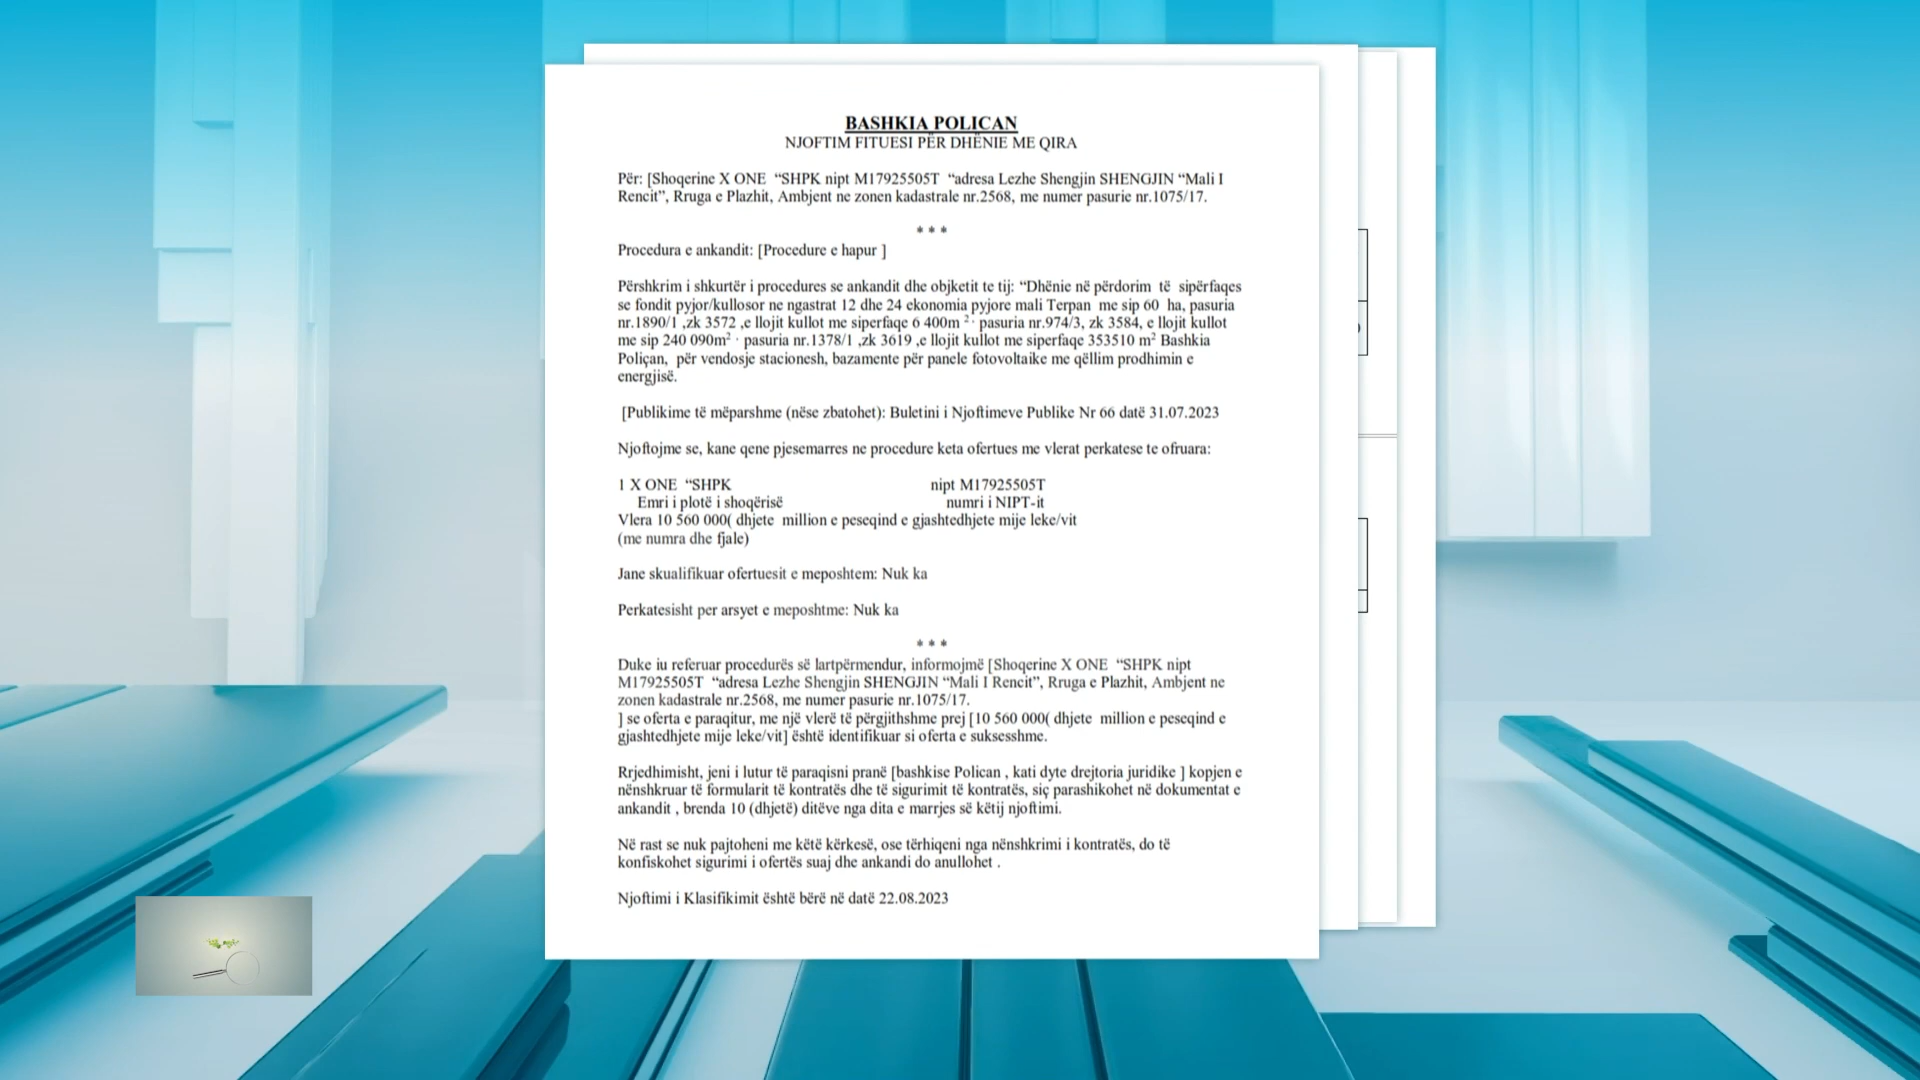 BASHKIA POLICAN
NJOFTIM FITUESI PËR DHËNIE ME QIRA
Për: [Shoqerine X ONE “SHPK nipt M17925505T “adresa Lezhe Shengjin SHENGJIN “Mali I
Rencit”, Rruga e Plazhit, Ambjent ne zonen kadastrale nr.2568, me numer pasurie nr.1075/17.
* * *
Procedura e ankandit: [Procedure e hapur ]
Përshkrim i shkurtër i procedures se ankandit dhe objketit te tij: “Dhënie në përdorim të sipërfaqes
se fondit pyjor/kullosor ne ngastrat 12 dhe 24 ekonomia pyjore mali Terpan me sip 60 ha, pasuria
nr.1890/1 ,zk 3572 ,e llojit kullot me siperfaqe 6 400m ² · pasuria nr.974/3, zk 3584, e llojit kullot
me sip 240 090m² · pasuria nr.1378/1 ,zk 3619 ,e llojit kullot me siperfaqe 353510 m² Bashkia
Poliçan, për vendosje stacionesh, bazamente për panele fotovoltaike me qëllim prodhimin e
energjisë.
[Publikime të mëparshme (nëse zbatohet): Buletini i Njoftimeve Publike Nr 66 datë 31.07.2023
Njoftojme se, kane qene pjesemarres ne procedure keta ofertues me vlerat perkatese te ofruara:
1 X ONE “SHPK nipt M17925505T
Emri i plotë i shoqërisë numri i NIPT-it
Vlera 10 560 000( dhjete million e peseqind e gjashtedhjete mije leke/vit
(me numra dhe fjale)
Jane skualifikuar ofertuesit e meposhtem: Nuk ka
Perkatesisht per arsyet e meposhtme: Nuk ka
* * *
Duke iu referuar procedurës së lartpërmendur, informojmë [Shoqerine X ONE “SHPK nipt
M17925505T “adresa Lezhe Shengjin SHENGJIN “Mali I Rencit”, Rruga e Plazhit, Ambjent ne
zonen kadastrale nr.2568, me numer pasurie nr.1075/17.
] se oferta e paraqitur, me një vlerë të përgjithshme prej [10 560 000( dhjete million e peseqind e
gjashtedhjete mije leke/vit] është identifikuar si oferta e suksesshme.
Rrjedhimisht, jeni i lutur të paraqisni pranë [bashkise Polican , kati dyte drejtoria juridike ] kopjen e
nënshkruar të formularit të kontratës dhe të sigurimit të kontratës, siç parashikohet në dokumentat e
ankandit , brenda 10 (dhjetë) ditëve nga dita e marrjes së këtij njoftimi.
Në rast se nuk pajtoheni me këtë kërkesë, ose tërhiqeni nga nënshkrimi i kontratës, do të
konfiskohet sigurimi i ofertës suaj dhe ankandi do anullohet .
Njoftimi i Klasifikimit është bërë në datë 22.08.2023